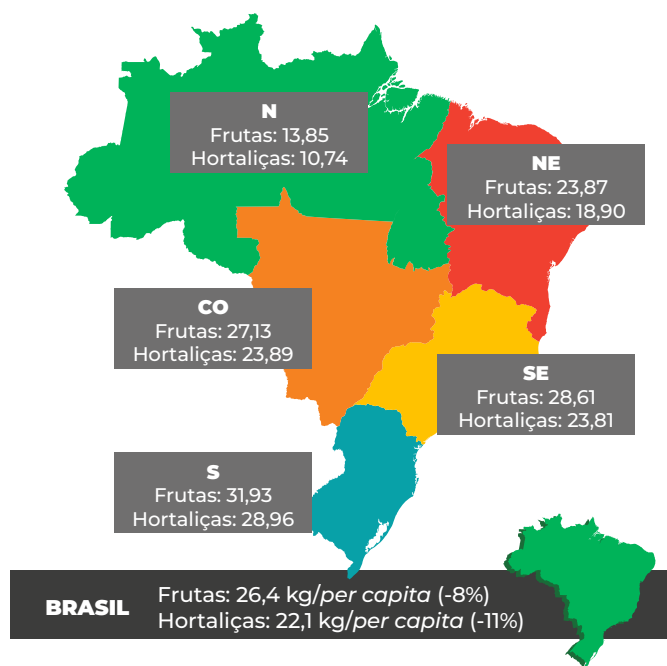 N
Frutas: 13,85
Hortaliças: 10,74
NE
Frutas: 23,87
Hortaliças: 18,90
CO
Frutas: 27,13
Hortaliças: 23,89
SE
Frutas: 28,61
Hortaliças: 23,81
S
Frutas: 31,93
Hortaliças: 28,96
BRASIL
Frutas: 26,4 kg/per capita (-8%)
Hortaliças: 22,1 kg/per capita (-11%)